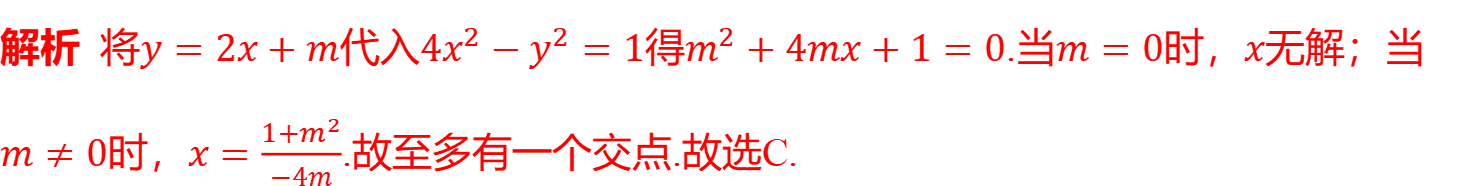 解析 将y = 2x + m代入4x² − y² = 1得m² + 4mx + 1 = 0.当m = 0时，x无解；当
m ≠ 0时，x = \frac{1+m²}{−4m}.故至多有一个交点.故选C.